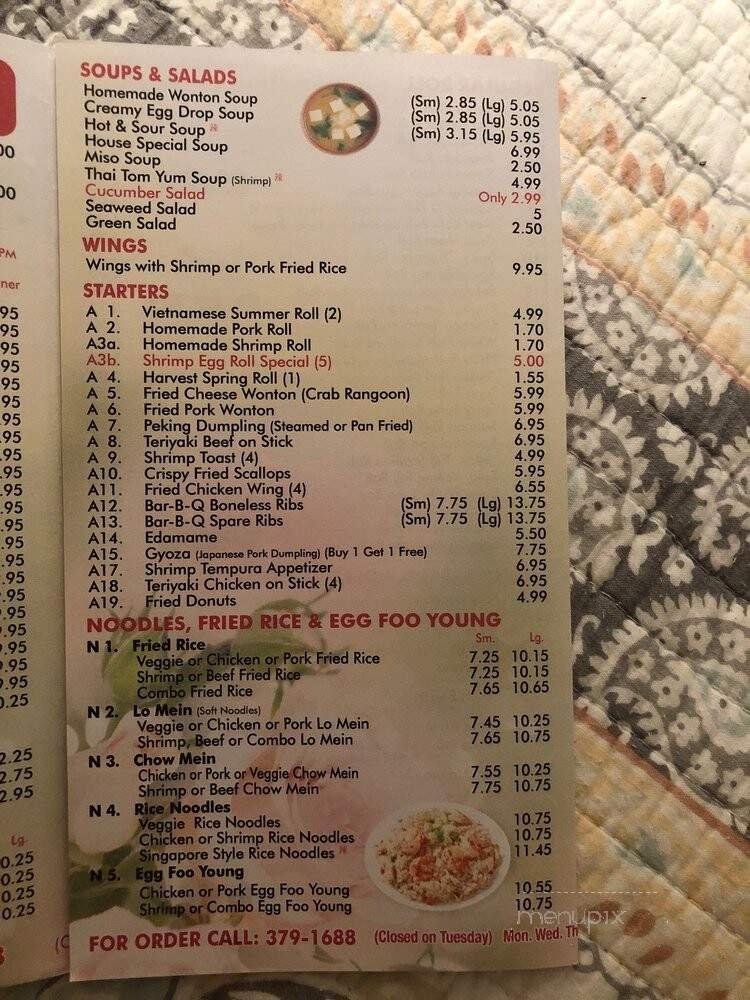 SOUPS & SALADS
Homemade Wonton Soup (Sm) 2.85 (Lg) 5.05
Creamy Egg Drop Soup (Sm) 2.85 (Lg) 5.05
Hot & Sour Soup 辣 (Sm) 3.15 (Lg) 5.95
House Special Soup 6.99
Miso Soup 2.50
Thai Tom Yum Soup (Shrimp) 辣 4.99
Cucumber Salad Only 2.99
Seaweed Salad 5
Green Salad 2.50
WINGS
Wings with Shrimp or Pork Fried Rice 9.95
STARTERS
A 1. Vietnamese Summer Roll (2) 4.99
A 2. Homemade Pork Roll 1.70
A3a. Homemade Shrimp Roll 1.70
A3b. Shrimp Egg Roll Special (5) 5.00
A 4. Harvest Spring Roll (1) 1.55
A 5. Fried Cheese Wonton (Crab Rangoon) 5.99
A 6. Fried Pork Wonton 5.99
A 7. Peking Dumpling (Steamed or Pan Fried) 6.95
A 8. Teriyaki Beef on Stick 6.95
A 9. Shrimp Toast (4) 4.99
A10. Crispy Fried Scallops 5.95
A11. Fried Chicken Wing (4) 6.55
A12. Bar-B-Q Boneless Ribs (Sm) 7.75 (Lg) 13.75
A13. Bar-B-Q Spare Ribs (Sm) 7.75 (Lg) 13.75
A14. Edamame 5.50
A15. Gyoza (Japanese Pork Dumpling) (Buy 1 Get 1 Free) 7.75
A17. Shrimp Tempura Appetizer 6.95
A18. Teriyaki Chicken on Stick (4) 6.95
A19. Fried Donuts 4.99
NOODLES, FRIED RICE & EGG FOO YOUNG
Sm. Lg.
N 1. Fried Rice
Veggie or Chicken or Pork Fried Rice 7.25 10.15
Shrimp or Beef Fried Rice 7.25 10.15
Combo Fried Rice 7.65 10.65
N 2. Lo Mein (Soft Noodles)
Veggie or Chicken or Pork Lo Mein 7.45 10.25
Shrimp, Beef or Combo Lo Mein 7.65 10.75
N 3. Chow Mein
Chicken or Pork or Veggie Chow Mein 7.55 10.25
Shrimp or Beef Chow Mein 7.75 10.75
N 4. Rice Noodles
Veggie Rice Noodles 10.75
Chicken or Shrimp Rice Noodles 10.75
Singapore Style Rice Noodles 辣 11.45
N 5. Egg Foo Young
Chicken or Pork Egg Foo Young 10.55
Shrimp or Combo Egg Foo Young 10.75
menupix
FOR ORDER CALL: 379-1688 (Closed on Tuesday) Mon. Wed. Th